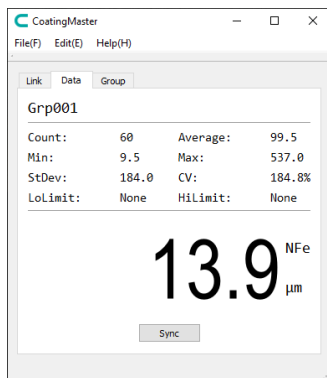 CoatingMaster
File(F) Edit(E) Help(H)
Link Data Group
Grp001
Count: 60 Average: 99.5
Min: 9.5 Max: 537.0
StDev: 184.0 CV: 184.8%
LoLimit: None HiLimit: None
13.9 NFe
µm
Sync